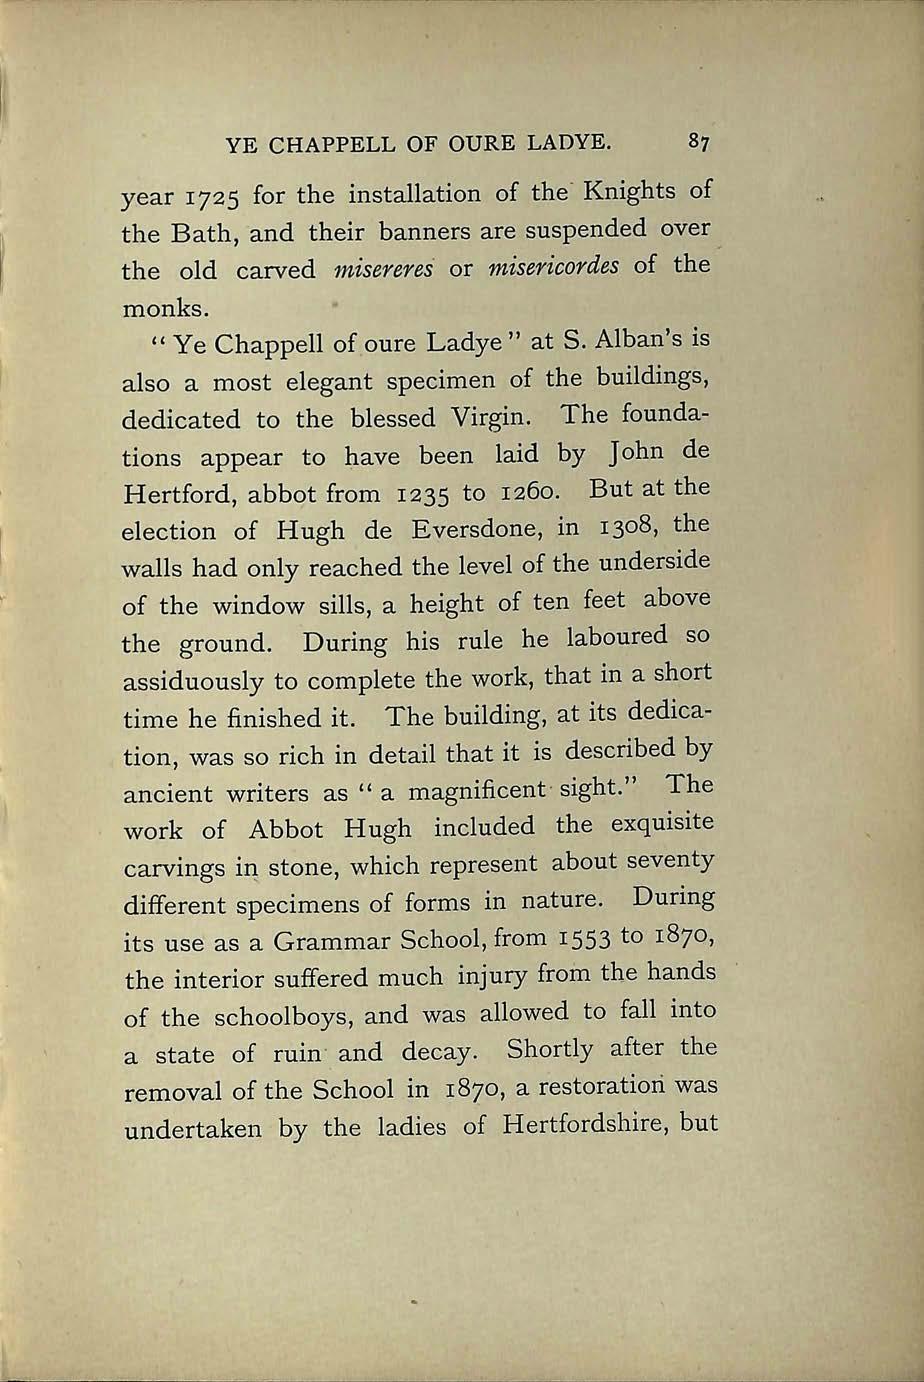 YE CHAPPELL OF OURE LADYE. 87
year 1725 for the installation of the Knights of
the Bath, and their banners are suspended over
the old carved misereres or misericordes of the
monks.
“ Ye Chappell of oure Ladye ” at S. Alban's is
also a most elegant specimen of the buildings,
dedicated to the blessed Virgin. The founda-
tions appear to have been laid by John de
Hertford, abbot from 1235 to 1260. But at the
election of Hugh de Eversdone, in 1308, the
walls had only reached the level of the underside
of the window sills, a height of ten feet above
the ground. During his rule he laboured so
assiduously to complete the work, that in a short
time he finished it. The building, at its dedica-
tion, was so rich in detail that it is described by
ancient writers as “ a magnificent sight.” The
work of Abbot Hugh included the exquisite
carvings in stone, which represent about seventy
different specimens of forms in nature. During
its use as a Grammar School, from 1553 to 1870,
the interior suffered much injury from the hands
of the schoolboys, and was allowed to fall into
a state of ruin and decay. Shortly after the
removal of the School in 1870, a restoration was
undertaken by the ladies of Hertfordshire, but